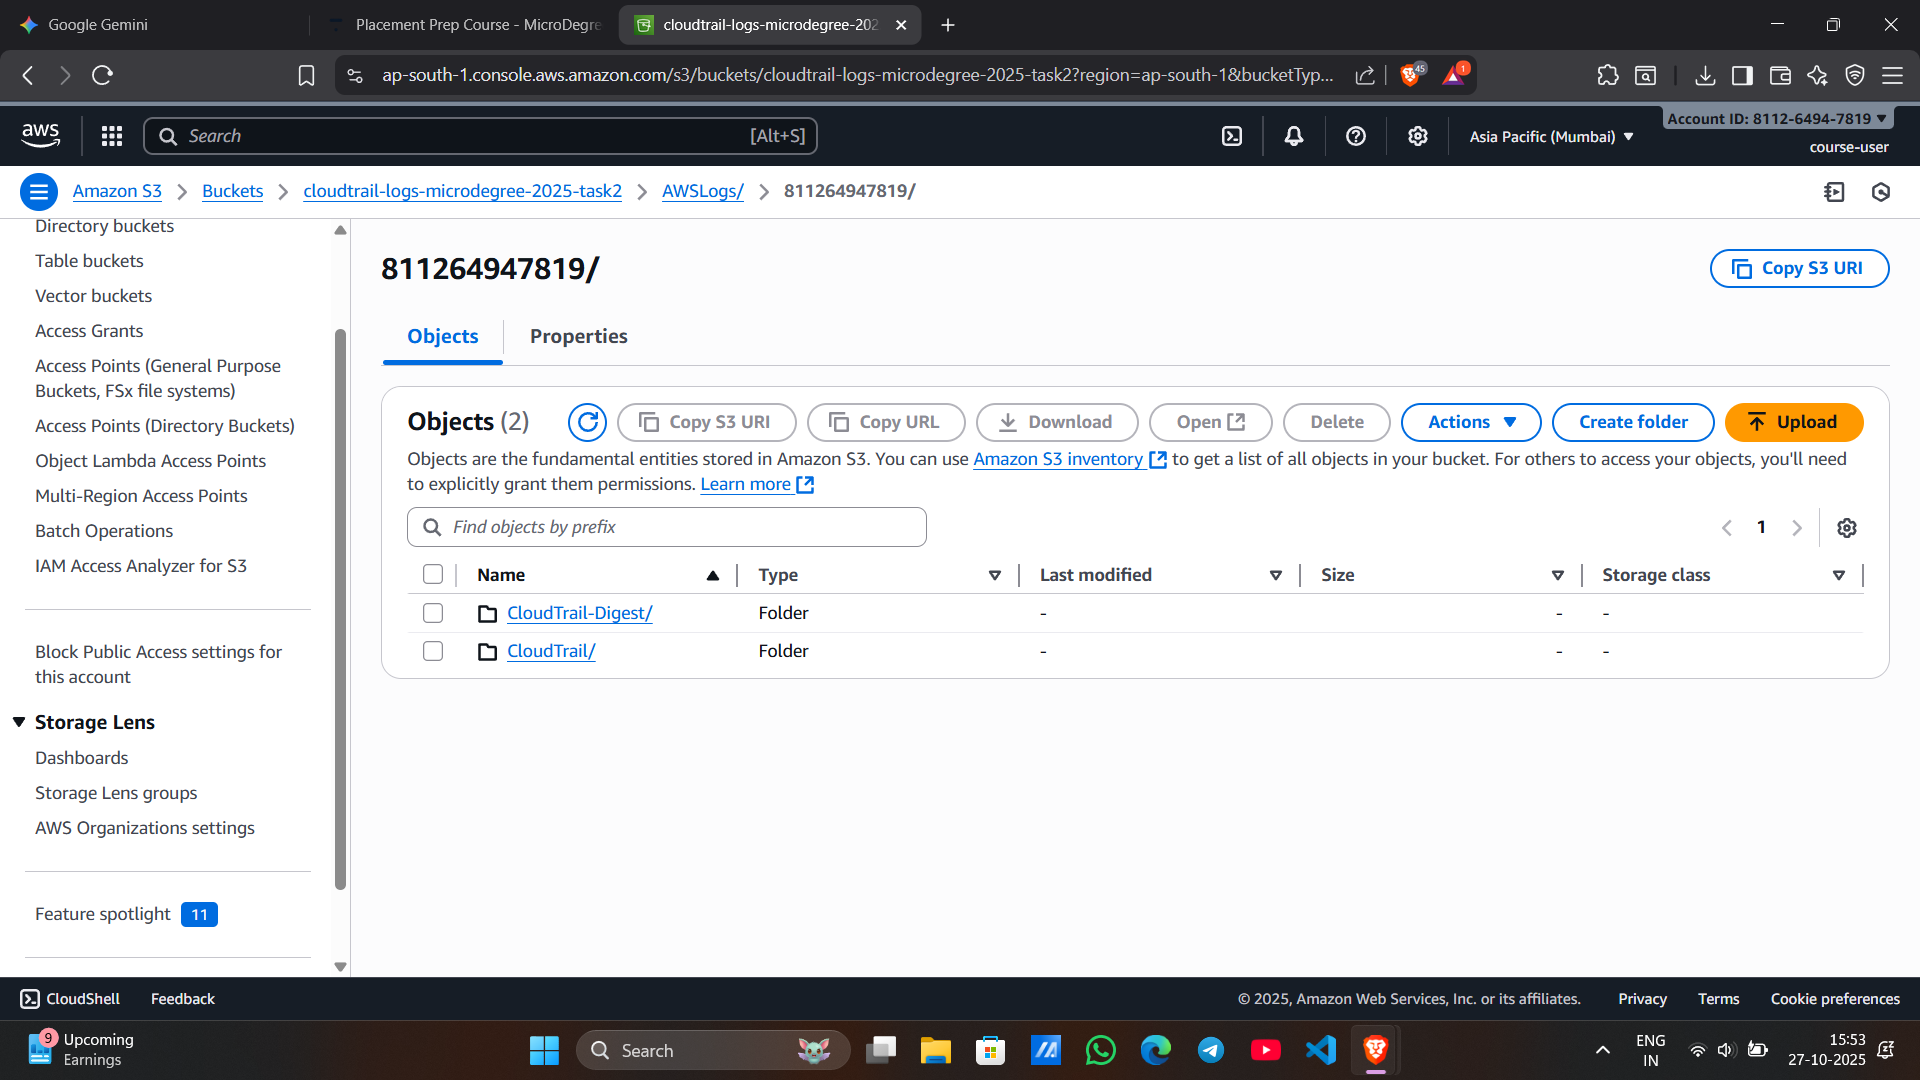 Google Gemini
Placement Prep Course - MicroDegre
cloudtrail-logs-microdegree-202
ap-south-1.console.aws.amazon.com/s3/buckets/cloudtrail-logs-microdegree-2025-task2?region=ap-south-1&bucketTyp...
45
1
aws
Search
[Alt+S]
Asia Pacific (Mumbai)
Account ID: 8112-6494-7819
course-user
Amazon S3
Buckets
cloudtrail-logs-microdegree-2025-task2
AWSLogs/
811264947819/
Directory buckets
Table buckets
Vector buckets
Access Grants
Access Points (General Purpose
Buckets, FSx file systems)
Access Points (Directory Buckets)
Object Lambda Access Points
Multi-Region Access Points
Batch Operations
IAM Access Analyzer for S3
Block Public Access settings for
this account
Storage Lens
Dashboards
Storage Lens groups
AWS Organizations settings
Feature spotlight 11
811264947819/
Copy S3 URI
Objects
Properties
Objects (2)
Copy S3 URI
Copy URL
Download
Open
Delete
Actions
Create folder
Upload
Objects are the fundamental entities stored in Amazon S3. You can use Amazon S3 inventory to get a list of all objects in your bucket. For others to access your objects, you'll need
to explicitly grant them permissions. Learn more
Find objects by prefix
1
Name Type Last modified Size Storage class
CloudTrail-Digest/ Folder - - -
CloudTrail/ Folder - - -
CloudShell
Feedback
© 2025, Amazon Web Services, Inc. or its affiliates.
Privacy
Terms
Cookie preferences
9
Upcoming
Earnings
Search
ENG
IN
15:53
27-10-2025